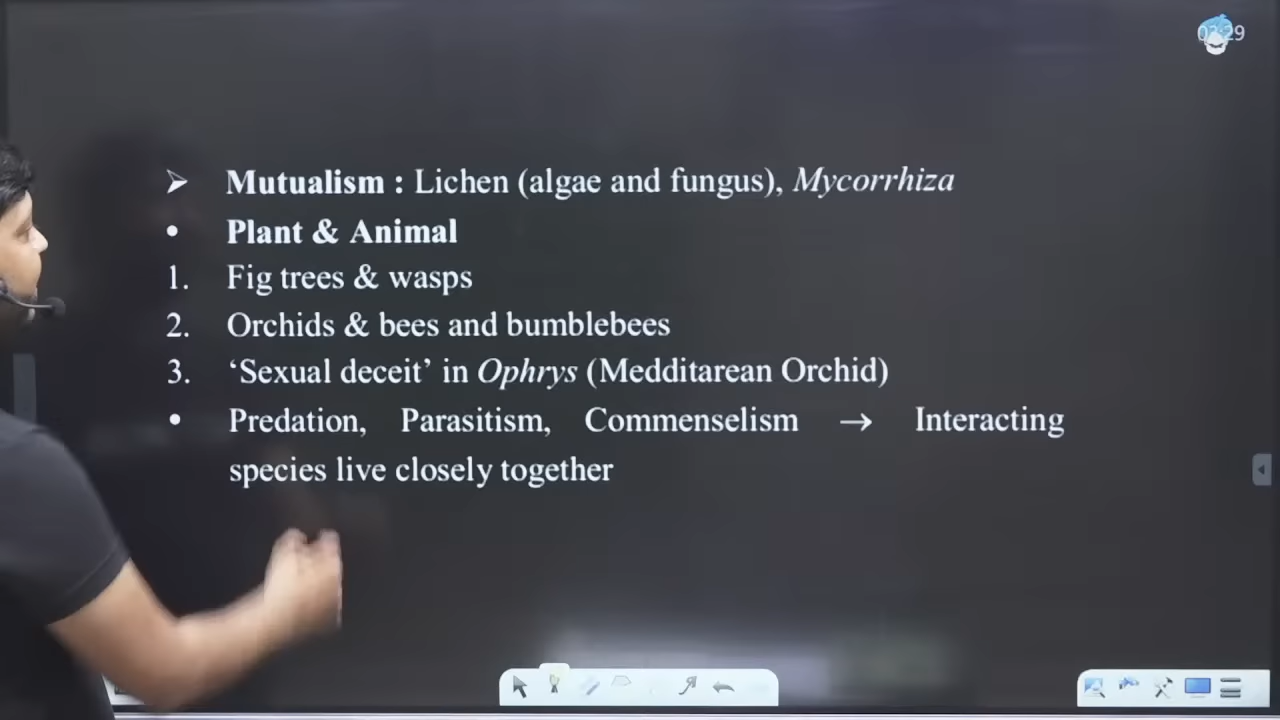 ➤ Mutualism : Lichen (algae and fungus), Mycorrhiza
• Plant & Animal
1. Fig trees & wasps
2. Orchids & bees and bumblebees
3. ‘Sexual deceit’ in Ophrys (Medditarean Orchid)
• Predation, Parasitism, Commenselism → Interacting
species live closely together